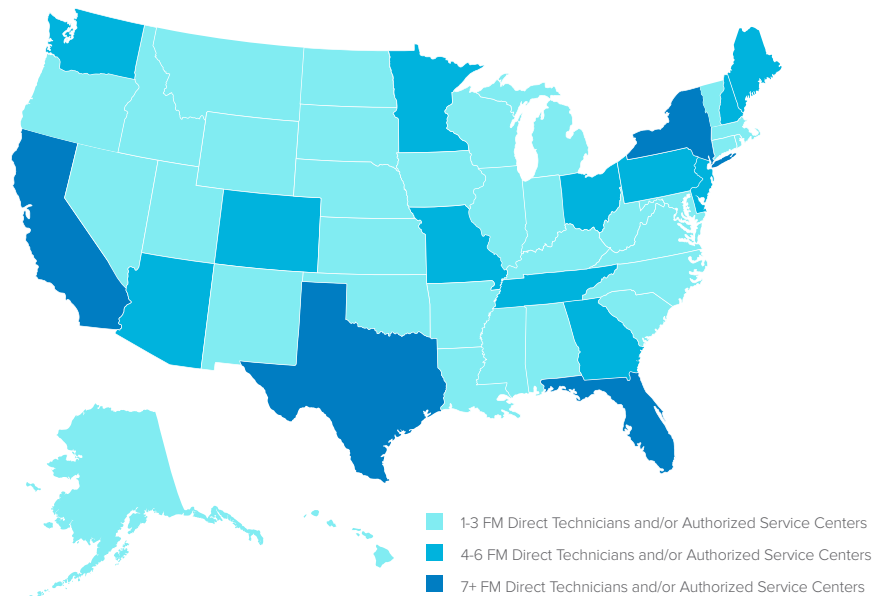 1-3 FM Direct Technicians and/or Authorized Service Centers
4-6 FM Direct Technicians and/or Authorized Service Centers
7+ FM Direct Technicians and/or Authorized Service Centers